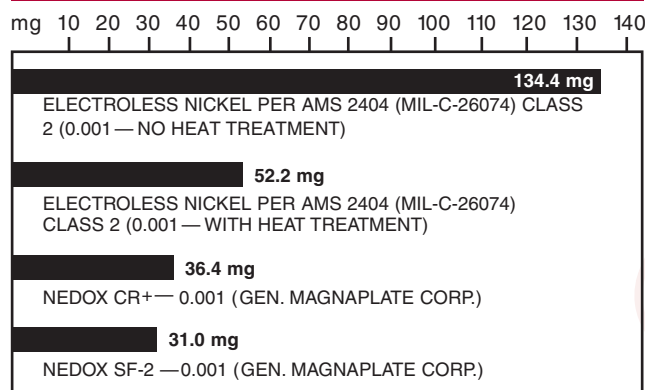 mg 10 20 30 40 50 60 70 80 90 100 110 120 130 140
134.4 mg
ELECTROLESS NICKEL PER AMS 2404 (MIL-C-26074) CLASS
2 (0.001 — NO HEAT TREATMENT)
52.2 mg
ELECTROLESS NICKEL PER AMS 2404 (MIL-C-26074)
CLASS 2 (0.001 — WITH HEAT TREATMENT)
36.4 mg
NEDOX CR+— 0.001 (GEN. MAGNAPLATE CORP.)
31.0 mg
NEDOX SF-2 —0.001 (GEN. MAGNAPLATE CORP.)